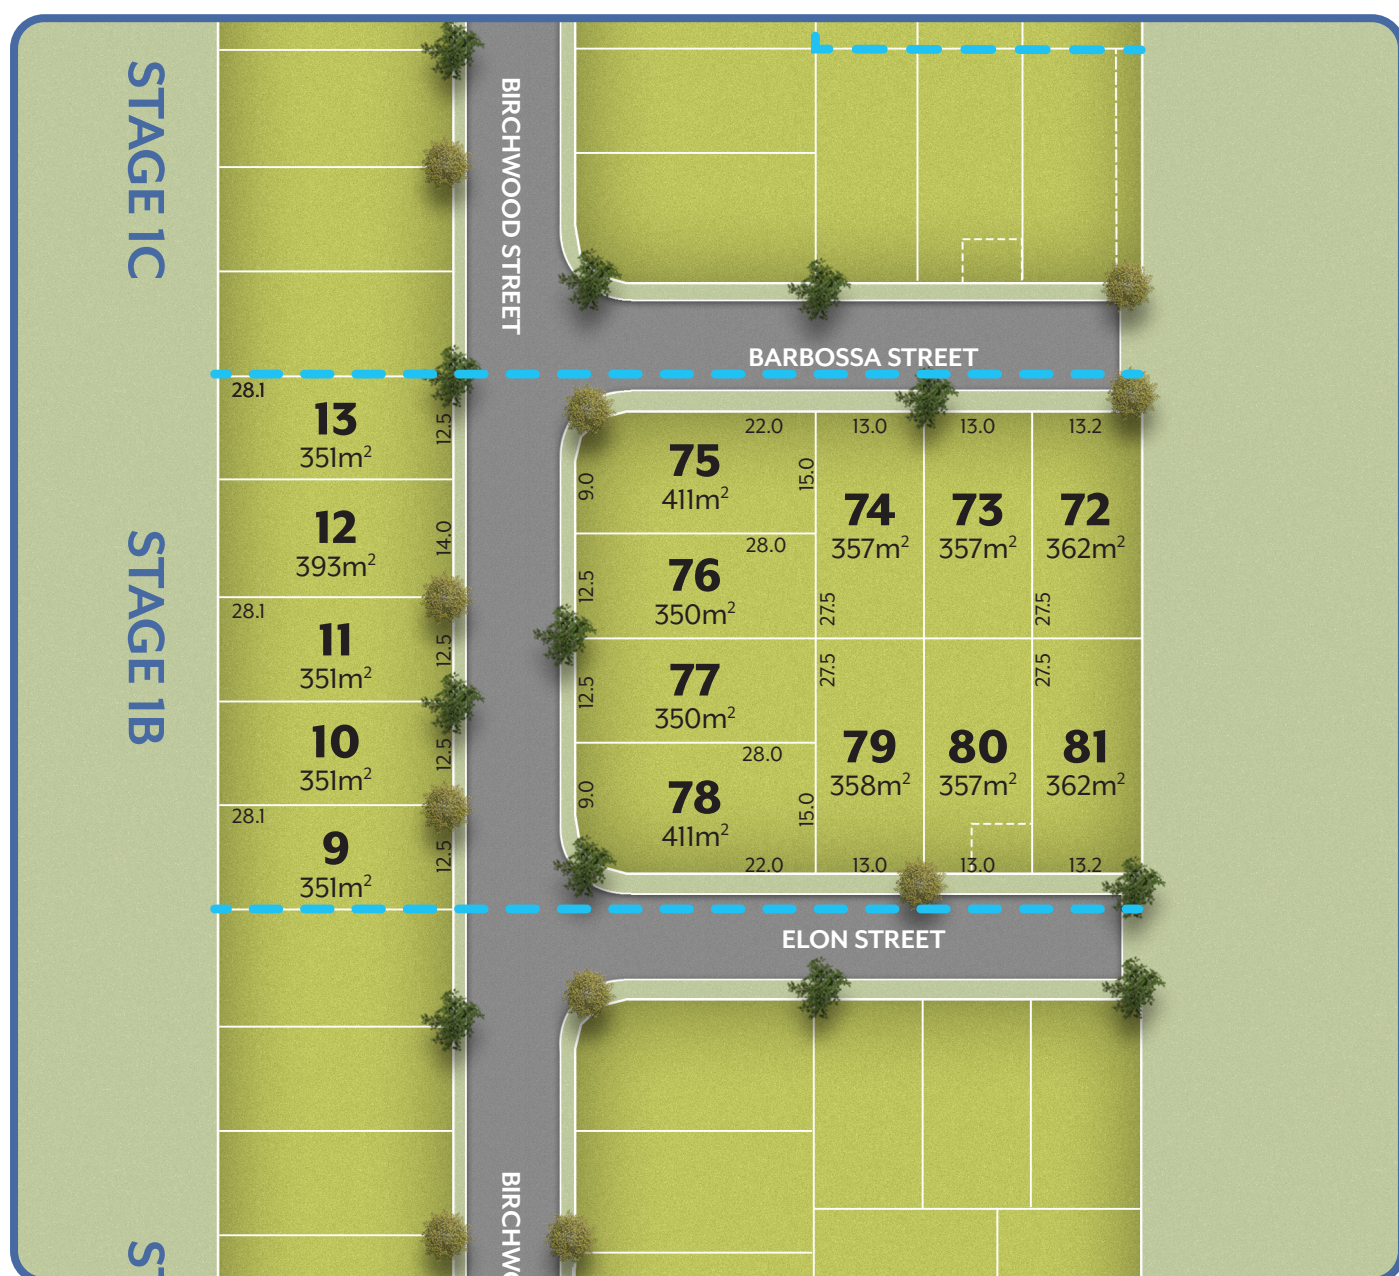 STAGE 1C
BIRCHWOOD STREET
BARBOSSA STREET
STAGE 1B
28.1
13
351m²
12.5
12
393m²
14.0
28.1
11
351m²
12.5
10
351m²
12.5
28.1
9
351m²
12.5
22.0
75
411m²
9.0
15.0
28.0
76
350m²
12.5
77
350m²
12.5
28.0
78
411m²
9.0
15.0
22.0
13.0
74
357m²
27.5
13.0
73
357m²
13.2
72
362m²
27.5
27.5
79
358m²
13.0
80
357m²
13.0
27.5
81
362m²
13.2
ELON STREET
BIRCHWO
ST